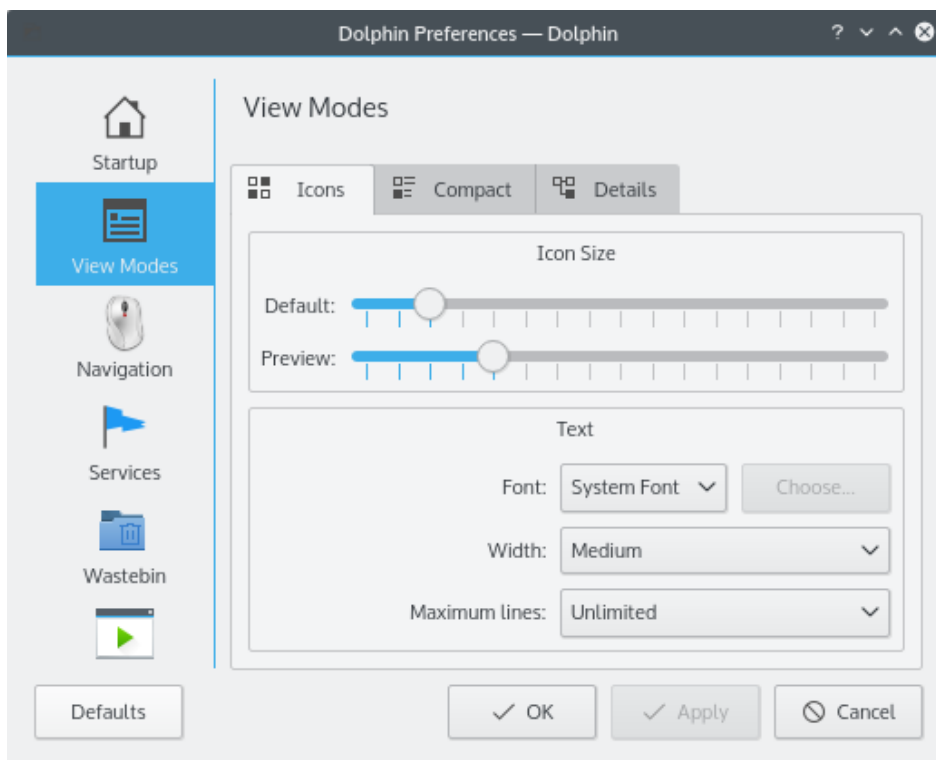 Dolphin Preferences — Dolphin
?
View Modes
Startup
View Modes
Navigation
Services
Wastebin
Icons Compact Details
Icon Size
Default:
Preview:
Text
Font: System Font Choose...
Width: Medium
Maximum lines: Unlimited
Defaults OK Apply Cancel